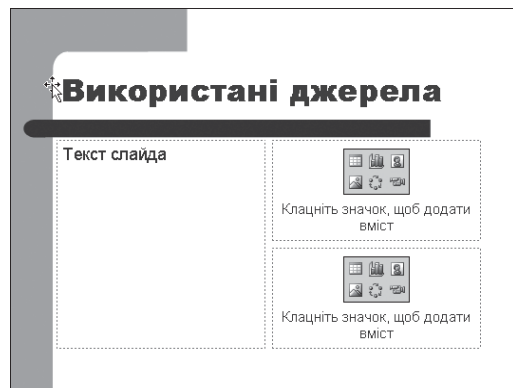 Використані джерела
Текст слайда
Клацніть значок, щоб додати
вміст
Клацніть значок, щоб додати
вміст